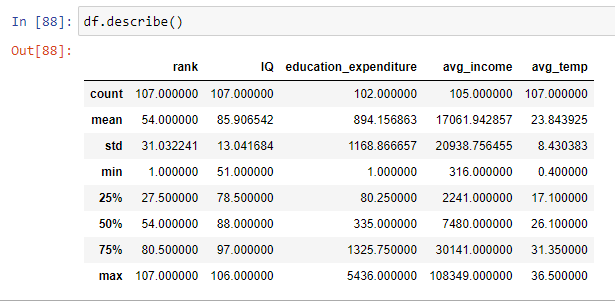 In [88]: df.describe()
Out[88]:
rank IQ education_expenditure avg_income avg_temp
count 107.000000 107.000000 102.000000 105.000000 107.000000
mean 54.000000 85.906542 894.156863 17061.942857 23.843925
std 31.032241 13.041684 1168.866657 20938.756455 8.430383
min 1.000000 51.000000 1.000000 316.000000 0.400000
25% 27.500000 78.500000 80.250000 2241.000000 17.100000
50% 54.000000 88.000000 335.000000 7480.000000 26.100000
75% 80.500000 97.000000 1325.750000 30141.000000 31.350000
max 107.000000 106.000000 5436.000000 108349.000000 36.500000